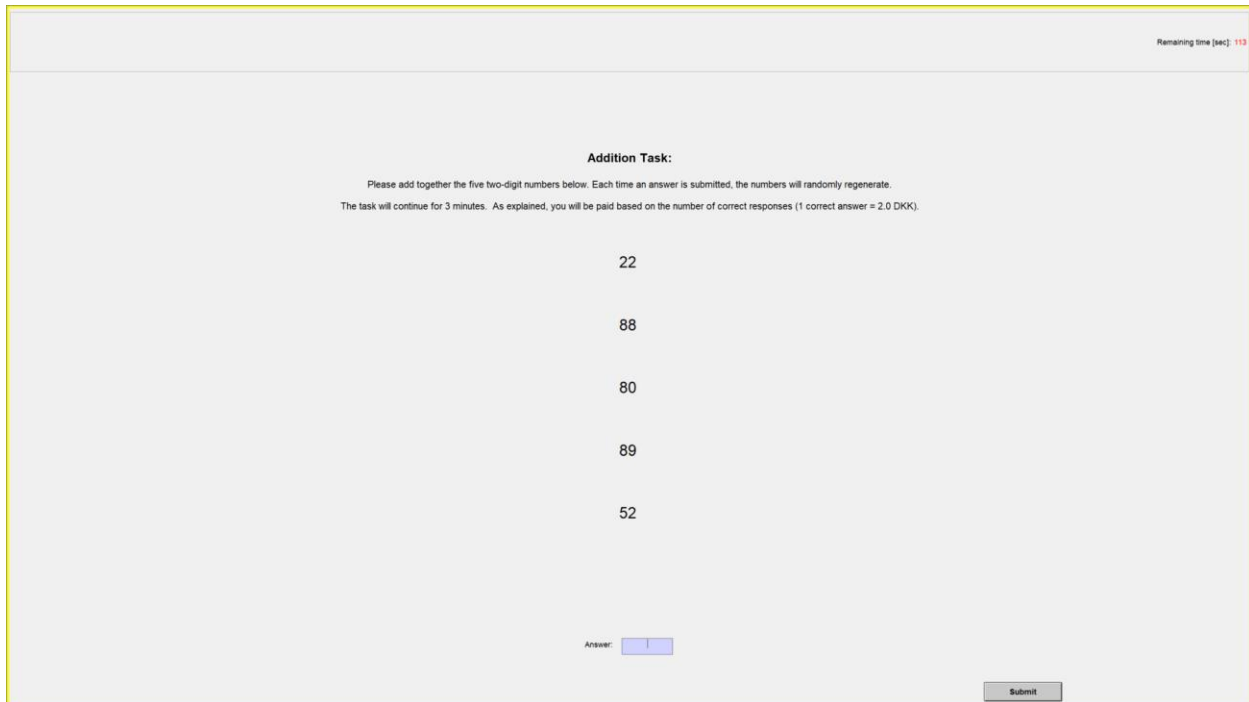 Remaining time [sec]: 113
Addition Task:
Please add together the five two-digit numbers below. Each time an answer is submitted, the numbers will randomly regenerate.
The task will continue for 3 minutes. As explained, you will be paid based on the number of correct responses (1 correct answer = 2.0 DKK).
22
88
80
89
52
Answer:
Submit